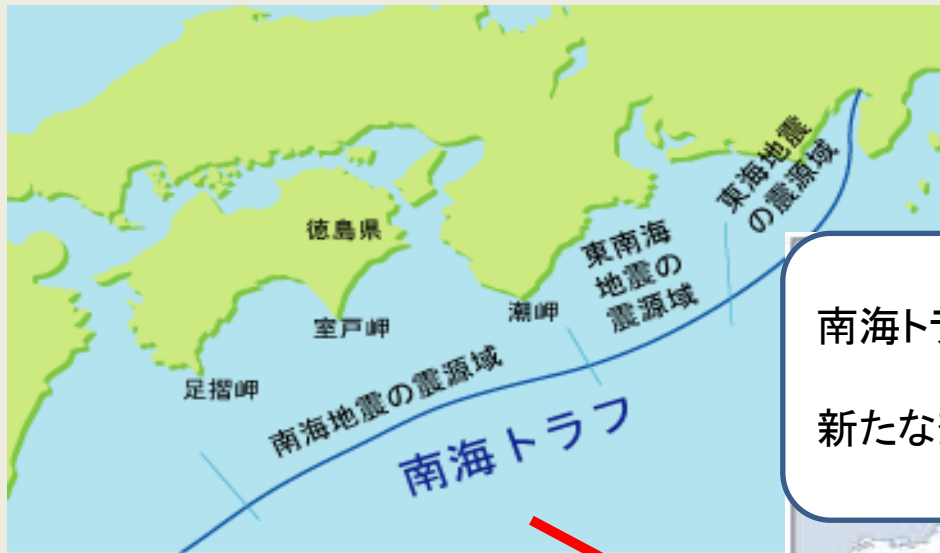 東海地震
の震源域
東南海
地震の
震源域
徳島県
室戸岬
潮岬
足摺岬
南海地震の震源域
南海トラフ
南海トラ
新たな